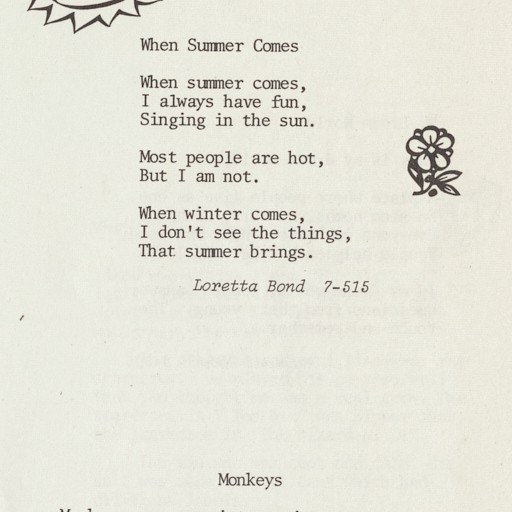 When Summer Comes
When summer comes,
I always have fun,
Singing in the sun.
Most people are hot,
But I am not.
When winter comes,
I don't see the things,
That summer brings.
Loretta Bond 7-515
Monkeys